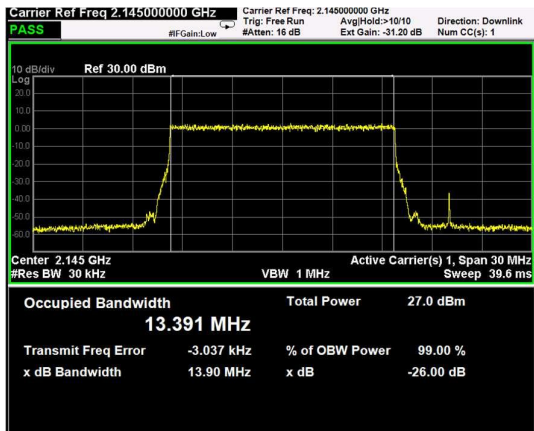 Carrier Ref Freq 2.145000000 GHz
Carrier Ref Freq: 2.145000000 GHz
PASS
#IFGain:Low
Trig: Free Run
Avg|Hold:>10/10
Direction: Downlink
#Atten: 16 dB
Ext Gain: -31.20 dB
Num CC(s): 1
10 dB/div
Ref 30.00 dBm
Log
20.0
10.0
0.00
-10.0
-20.0
-30.0
-40.0
-50.0
-60.0
Center 2.145 GHz
Active Carrier(s) 1, Span 30 MHz
#Res BW 30 kHz
VBW 1 MHz
Sweep 39.6 ms
Occupied Bandwidth
Total Power 27.0 dBm
13.391 MHz
Transmit Freq Error -3.037 kHz
% of OBW Power 99.00 %
x dB Bandwidth 13.90 MHz
x dB -26.00 dB